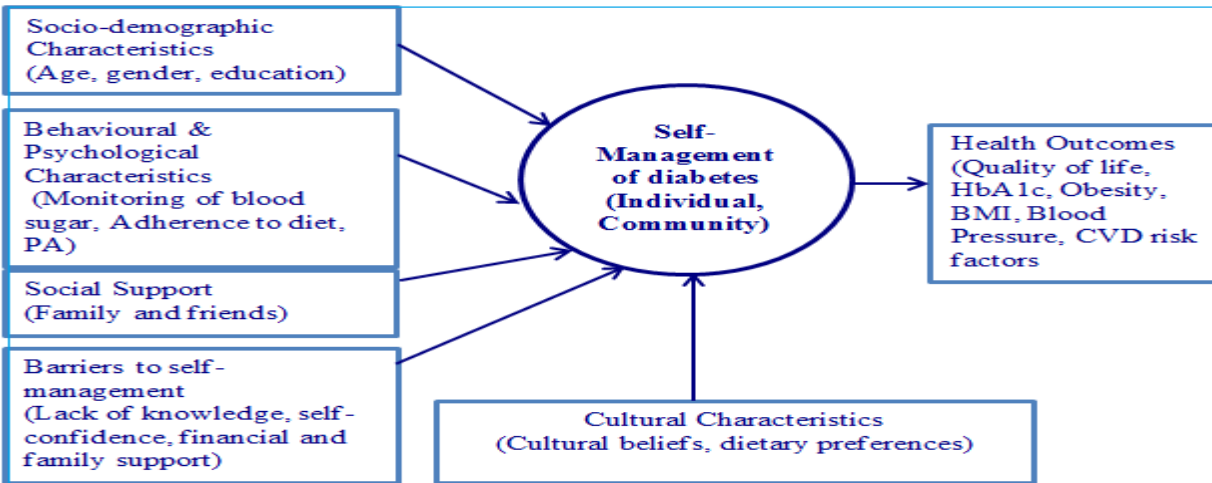 Socio-demographic
Characteristics
(Age, gender, education)
Behavioural &
Psychological
Characteristics
(Monitoring of blood
sugar, Adherence to diet,
PA)
Social Support
(Family and friends)
Barriers to self-
management
(Lack of knowledge, self-
confidence, financial and
family support)
Self-
Management
of diabetes
(Individual,
Community)
Cultural Characteristics
(Cultural beliefs, dietary preferences)
Health Outcomes
(Quality of life,
HbA1c, Obesity,
BMI, Blood
Pressure, CVD risk
factors